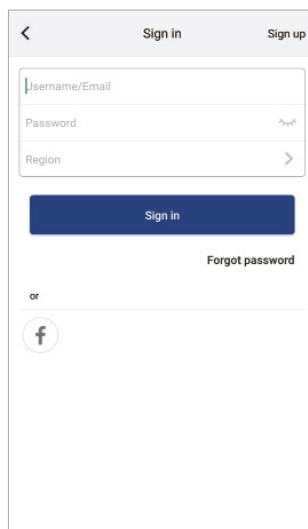 Sign in
Sign up
Username/Email
Password
Region
Sign in
Forgot password
or
f